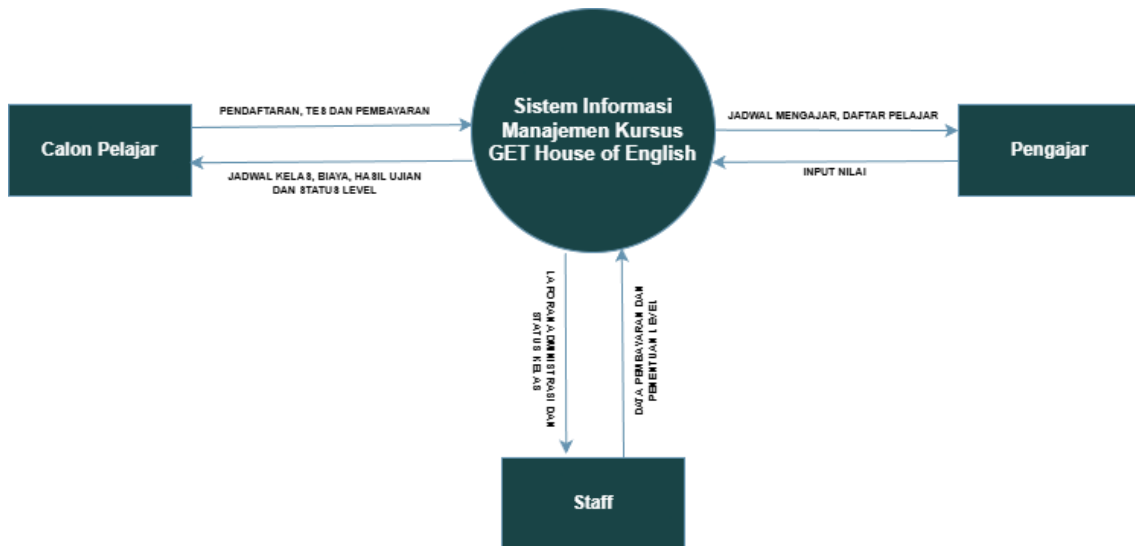 Sistem Informasi
Manajemen Kursus
GET House of English
PENDAFTARAN, TES DAN PEMBAYARAN
Calon Pelajar
JADWAL KELAS, BIAYA, HASIL UJIAN
DAN STATUS LEVEL
JADWAL MENGAJAR, DAFTAR PELAJAR
Pengajar
INPUT NILAI
LAPORAN ADMINISTRASI DAN
STATUS KELAS
DATA PEMBAYARAN DAN
PENENTUAN LEVEL
Staff